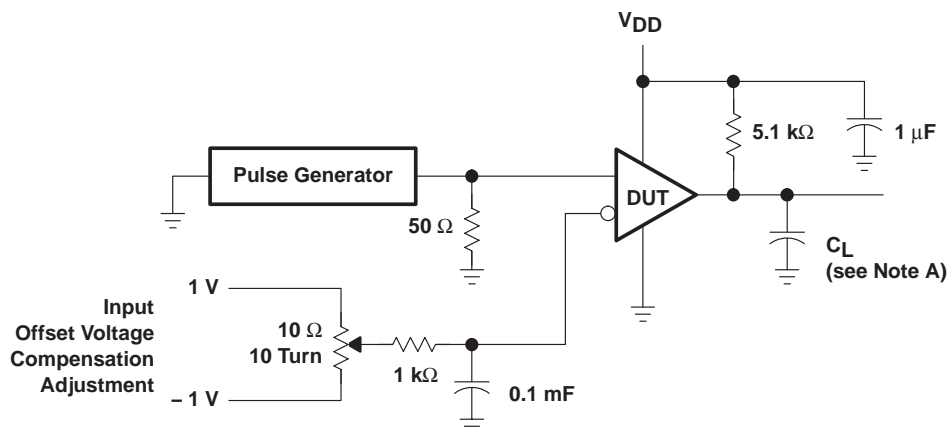 VDD
5.1 kΩ
1 μF
Pulse Generator
DUT
50 Ω
CL
(see Note A)
1 V
Input
Offset Voltage
Compensation
Adjustment
10 Ω
10 Turn
1 kΩ
0.1 mF
– 1 V